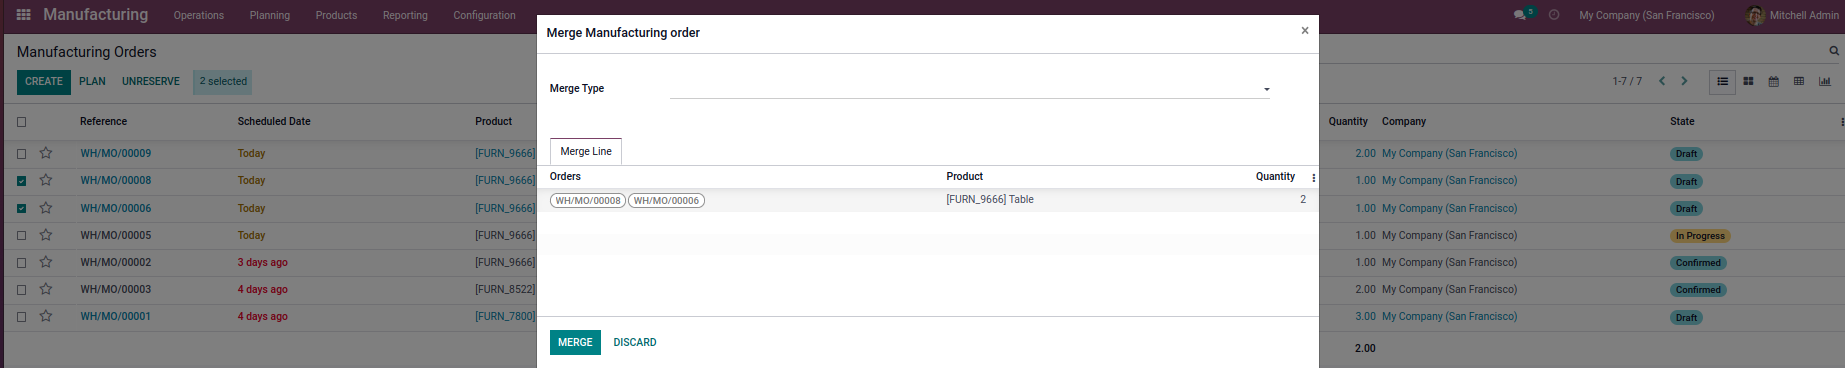 Manufacturing Operations Planning Products Reporting Configuration 5 My Company (San Francisco) Mitchell Admin
Manufacturing Orders
CREATE PLAN UNRESERVE 2 selected 1-7 / 7
Reference Scheduled Date Product Quantity Company State
WH/MO/00009 Today [FURN_9666] 2.00 My Company (San Francisco) Draft
WH/MO/00008 Today [FURN_9666] 1.00 My Company (San Francisco) Draft
WH/MO/00006 Today [FURN_9666] 1.00 My Company (San Francisco) Draft
WH/MO/00005 Today [FURN_9666] 1.00 My Company (San Francisco) In Progress
WH/MO/00002 3 days ago [FURN_9666] 1.00 My Company (San Francisco) Confirmed
WH/MO/00003 4 days ago [FURN_8522] 2.00 My Company (San Francisco) Confirmed
WH/MO/00001 4 days ago [FURN_7800] 3.00 My Company (San Francisco) Draft
2.00
Merge Manufacturing order ×
Merge Type
Merge Line
Orders Product Quantity
WH/MO/00008 WH/MO/00006 [FURN_9666] Table 2
MERGE DISCARD